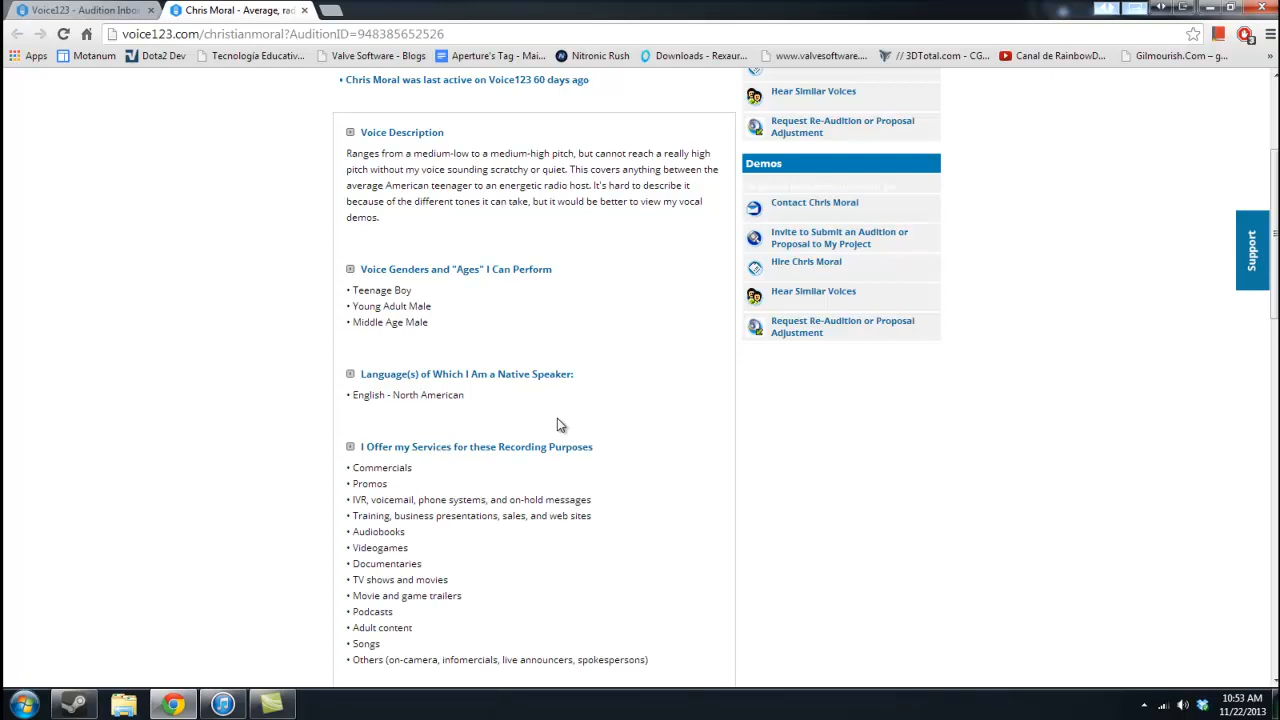 Voice123 - Audition Inbo
Chris Moral - Average, rad
voice123.com/christianmoral?AuditionID=948385652526
Apps
Motanum
Dota2 Dev
Tecnología Educativ...
Valve Software - Blogs
Aperture's Tag - Mai...
Nitronic Rush
Downloads - Rexaur...
www.valvesoftware...
// 3DTotal.com - CG...
Canal de RainbowD...
Gilmourish.Com - g...
»
• Chris Moral was last active on Voice123 60 days ago
Voice Description
Ranges from a medium-low to a medium-high pitch, but cannot reach a really high
pitch without my voice sounding scratchy or quiet. This covers anything between the
average American teenager to an energetic radio host. It's hard to describe it
because of the different tones it can take, but it would be better to view my vocal
demos.
Voice Genders and "Ages" I Can Perform
• Teenage Boy
• Young Adult Male
• Middle Age Male
Language(s) of Which I Am a Native Speaker:
• English - North American
I Offer my Services for these Recording Purposes
• Commercials
• Promos
• IVR, voicemail, phone systems, and on-hold messages
• Training, business presentations, sales, and web sites
• Audiobooks
• Videogames
• Documentaries
• TV shows and movies
• Movie and game trailers
• Podcasts
• Adult content
• Songs
• Others (on-camera, infomercials, live announcers, spokespersons)
Hear Similar Voices
Request Re-Audition or Proposal
Adjustment
Demos
Contact Chris Moral
Invite to Submit an Audition or
Proposal to My Project
Hire Chris Moral
Hear Similar Voices
Request Re-Audition or Proposal
Adjustment
Support
10:53 AM
11/22/2013